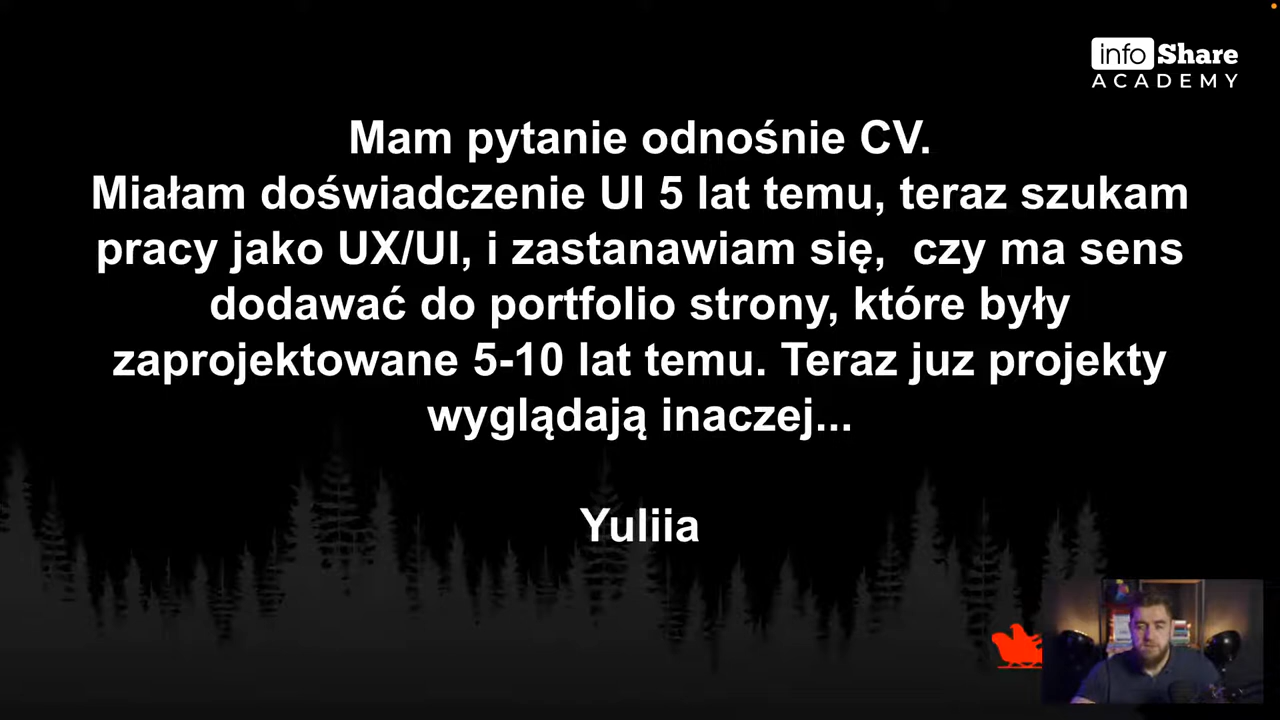 info Share
ACADEMY
Mam pytanie odnośnie CV.
Miałam doświadczenie UI 5 lat temu, teraz szukam
pracy jako UX/UI, i zastanawiam się,  czy ma sens
dodawać do portfolio strony, które były
zaprojektowane 5-10 lat temu. Teraz juz projekty
wyglądają inaczej...
Yuliia